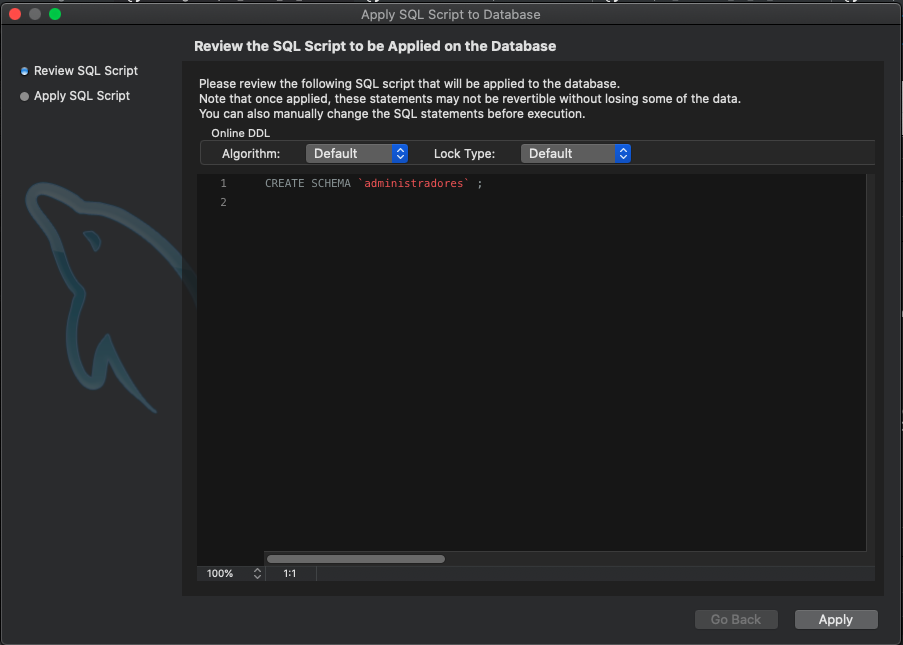 Apply SQL Script to Database
Review the SQL Script to be Applied on the Database
Review SQL Script
Apply SQL Script
Please review the following SQL script that will be applied to the database.
Note that once applied, these statements may not be revertible without losing some of the data.
You can also manually change the SQL statements before execution.
Online DDL
Algorithm: Default Lock Type: Default
1 CREATE SCHEMA `administradores` ;
2
100% 1:1
Go Back Apply